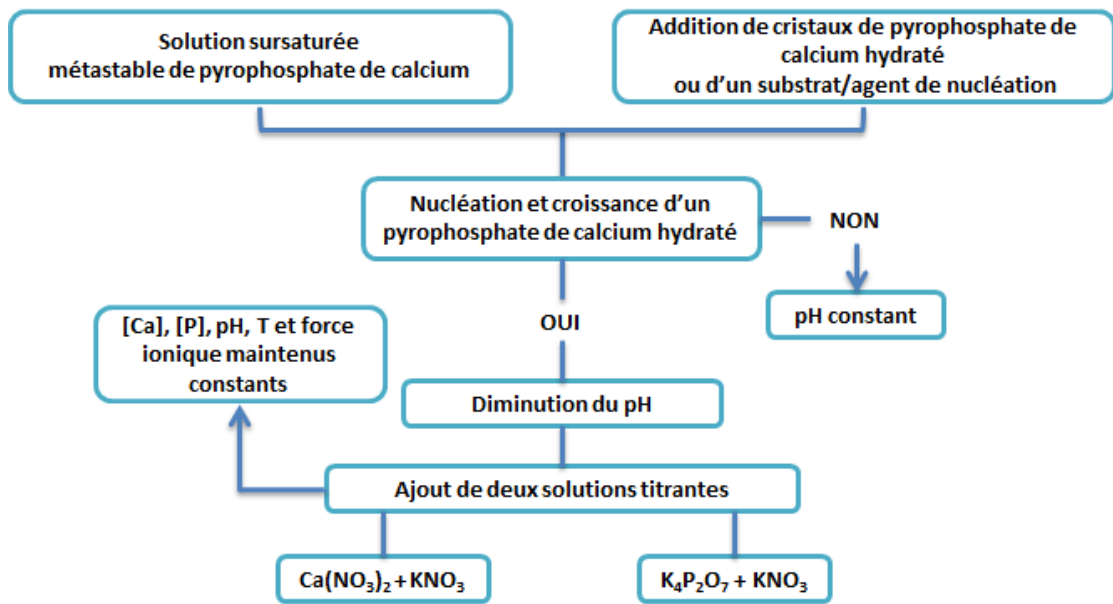 Solution sursaturée
métastable de pyrophosphate de calcium
Addition de cristaux de pyrophosphate de
calcium hydraté
ou d'un substrat/agent de nucléation
Nucléation et croissance d'un
pyrophosphate de calcium hydraté
NON
pH constant
OUI
[Ca], [P], pH, T et force
ionique maintenus
constants
Diminution du pH
Ajout de deux solutions titrantes
Ca(NO₃)₂ + KNO₃
K₄P₂O₇ + KNO₃